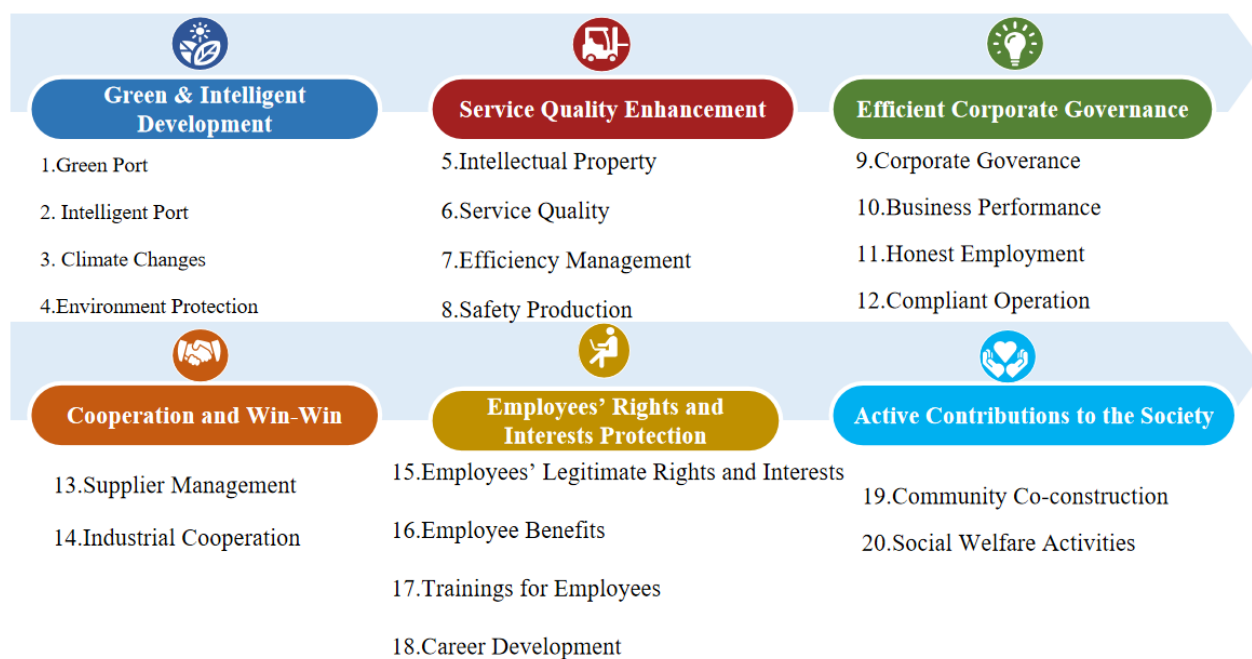 Green & Intelligent
Development
1.Green Port
2. Intelligent Port
3. Climate Changes
4.Environment Protection
Service Quality Enhancement
5.Intellectual Property
6.Service Quality
7.Efficiency Management
8.Safety Production
Efficient Corporate Governance
9.Corporate Goverance
10.Business Performance
11.Honest Employment
12.Compliant Operation
Cooperation and Win-Win
13.Supplier Management
14.Industrial Cooperation
Employees’ Rights and
Interests Protection
15.Employees’ Legitimate Rights and Interests
16.Employee Benefits
17.Trainings for Employees
18.Career Development
Active Contributions to the Society
19.Community Co-construction
20.Social Welfare Activities